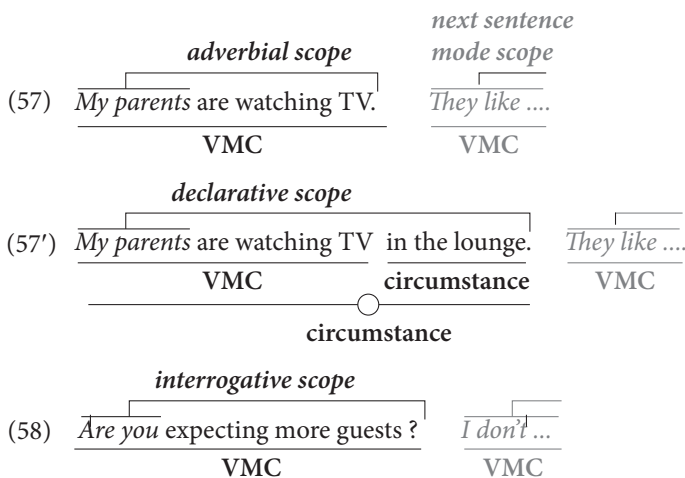 next sentence
adverbial scope mode scope
(57) My parents are watching TV. They like ....
VMC VMC
declarative scope
(57′) My parents are watching TV in the lounge. They like ....
VMC circumstance VMC
circumstance
interrogative scope
(58) Are you expecting more guests ? I don't ...
VMC VMC